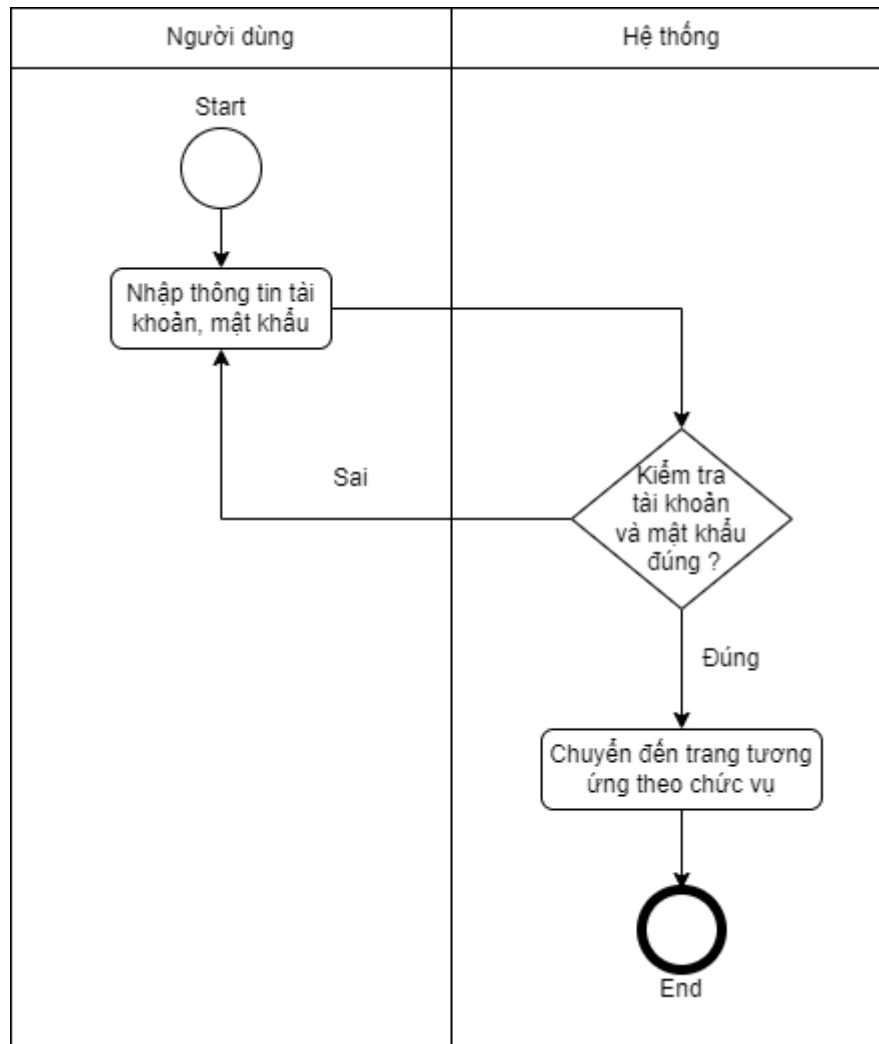 Người dùng
Hệ thống
Start
Nhập thông tin tài
khoản, mật khẩu
Sai
Kiểm tra
tài khoản
và mật khẩu
đúng ?
Đúng
Chuyển đến trang tương
ứng theo chức vụ
End